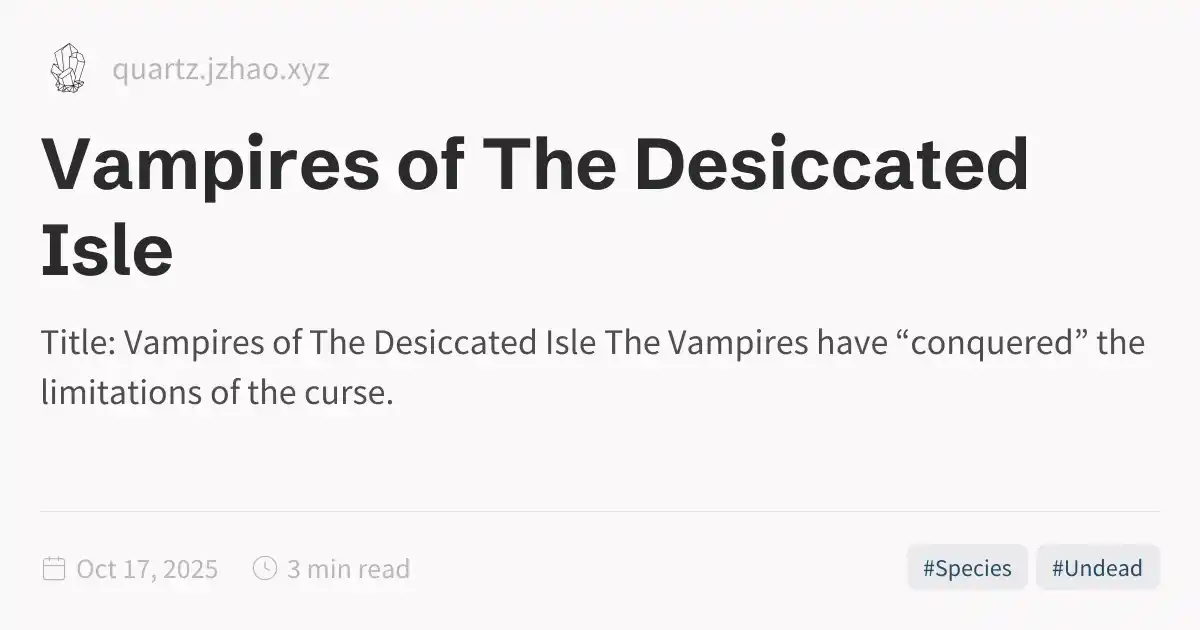 quartz.jzhao.xyz
Vampires of The Desiccated
Isle
Title: Vampires of The Desiccated Isle The Vampires have “conquered” the
limitations of the curse.
Oct 17, 2025
3 min read
#Species
#Undead